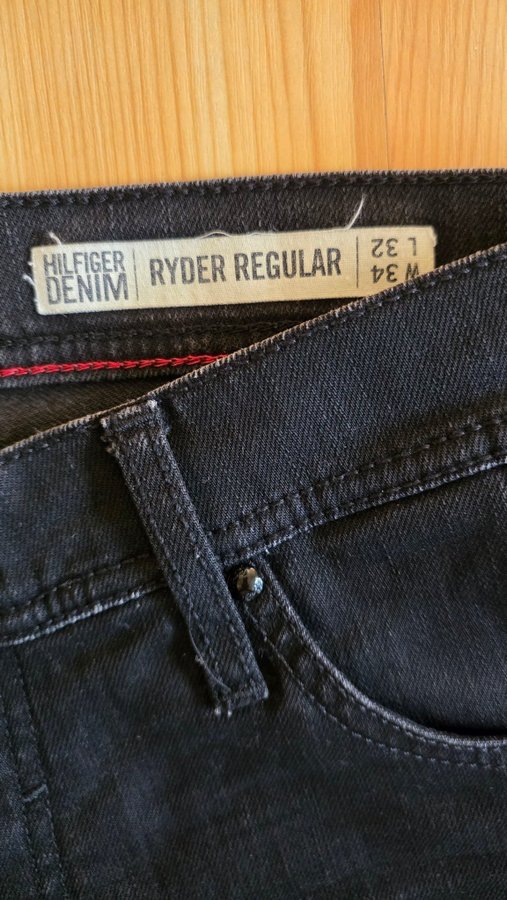 HILFIGER
DENIM
RYDER REGULAR
W 34
L 32